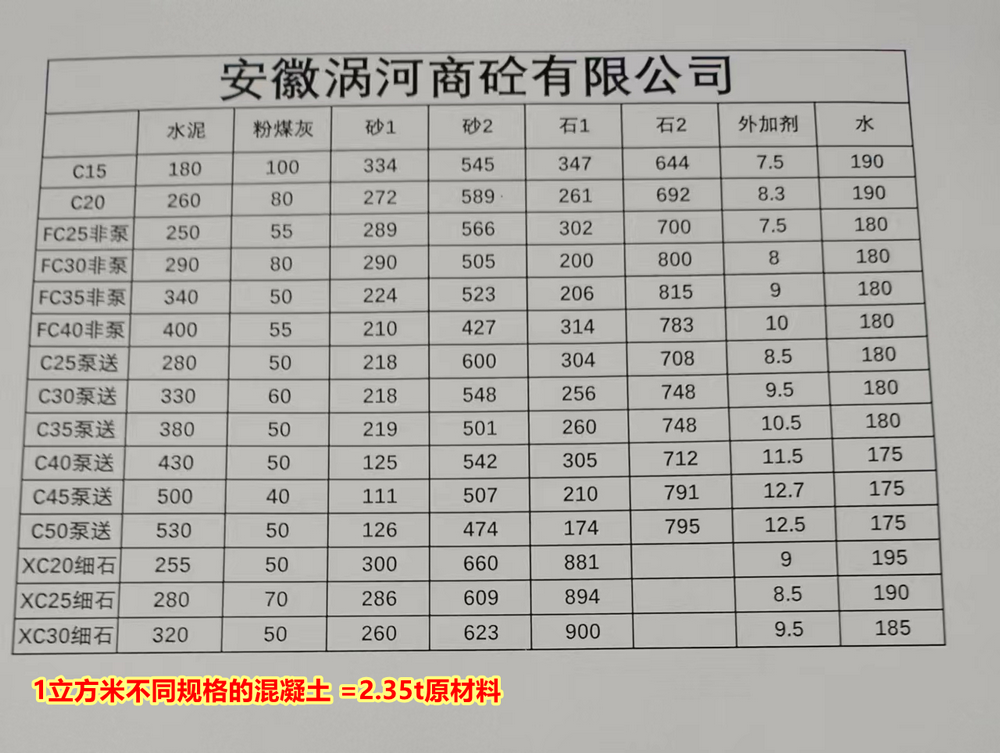 安徽涡河商砼有限公司
水泥 粉煤灰 砂1 砂2 石1 石2 外加剂 水
C15 180 100 334 545 347 644 7.5 190
C20 260 80 272 589 261 692 8.3 190
FC25非泵 250 55 289 566 302 700 7.5 180
FC30非泵 290 80 290 505 200 800 8 180
FC35非泵 340 50 224 523 206 815 9 180
FC40非泵 400 55 210 427 314 783 10 180
C25泵送 280 50 218 600 304 708 8.5 180
C30泵送 330 60 218 548 256 748 9.5 180
C35泵送 380 50 219 501 260 748 10.5 180
C40泵送 430 50 125 542 305 712 11.5 175
C45泵送 500 40 111 507 210 791 12.7 175
C50泵送 530 50 126 474 174 795 12.5 175
XC20细石 255 50 300 660 881 9 195
XC25细石 280 70 286 609 894 8.5 190
XC30细石 320 50 260 623 900 9.5 185
1立方米不同规格的混凝土 =2.35t原材料